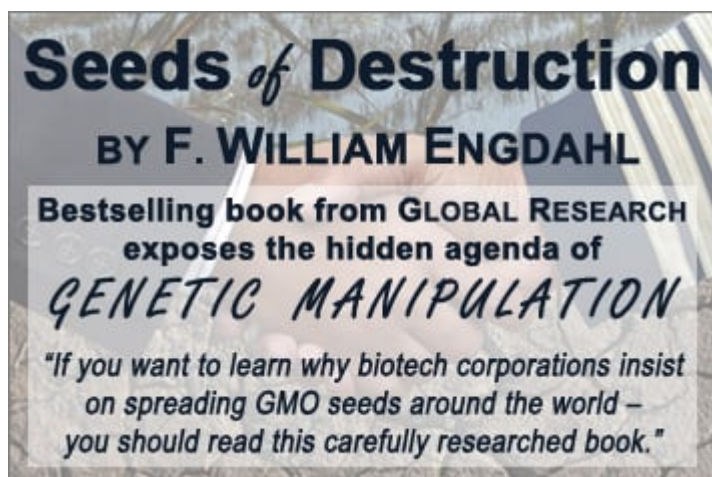 Seeds of Destruction
BY F. WILLIAM ENGDAHL
Bestselling book from GLOBAL RESEARCH
exposes the hidden agenda of
GENETIC MANIPULATION
“If you want to learn why biotech corporations insist
on spreading GMO seeds around the world –
you should read this carefully researched book.”